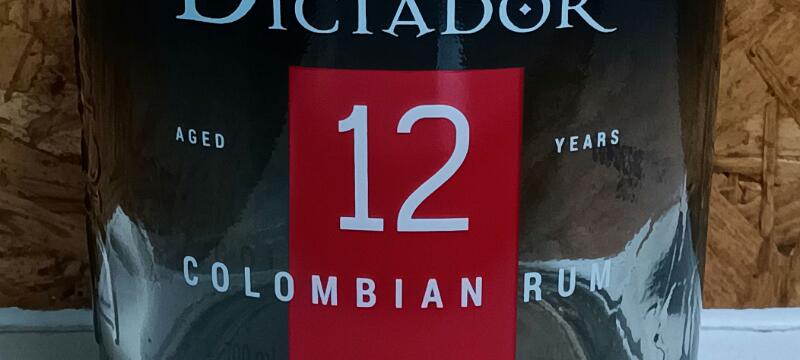 DICTADOR
AGED 12 YEARS
COLOMBIAN RUM